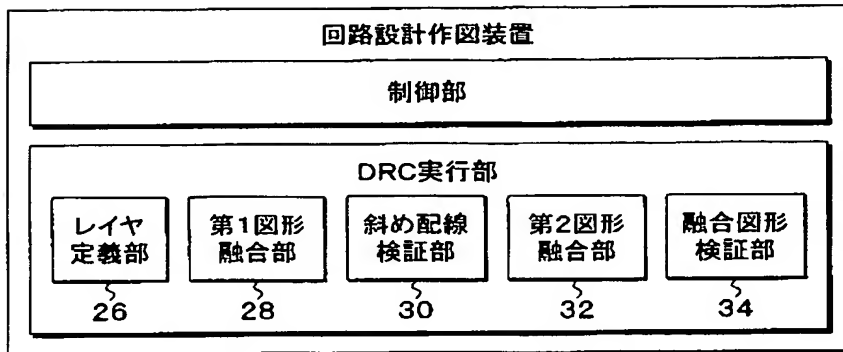 回路設計作図装置
制御部
DRC実行部
レイヤ
定義部
第1図形
融合部
斜め配線
検証部
第2図形
融合部
融合図形
検証部
26
28
30
32
34